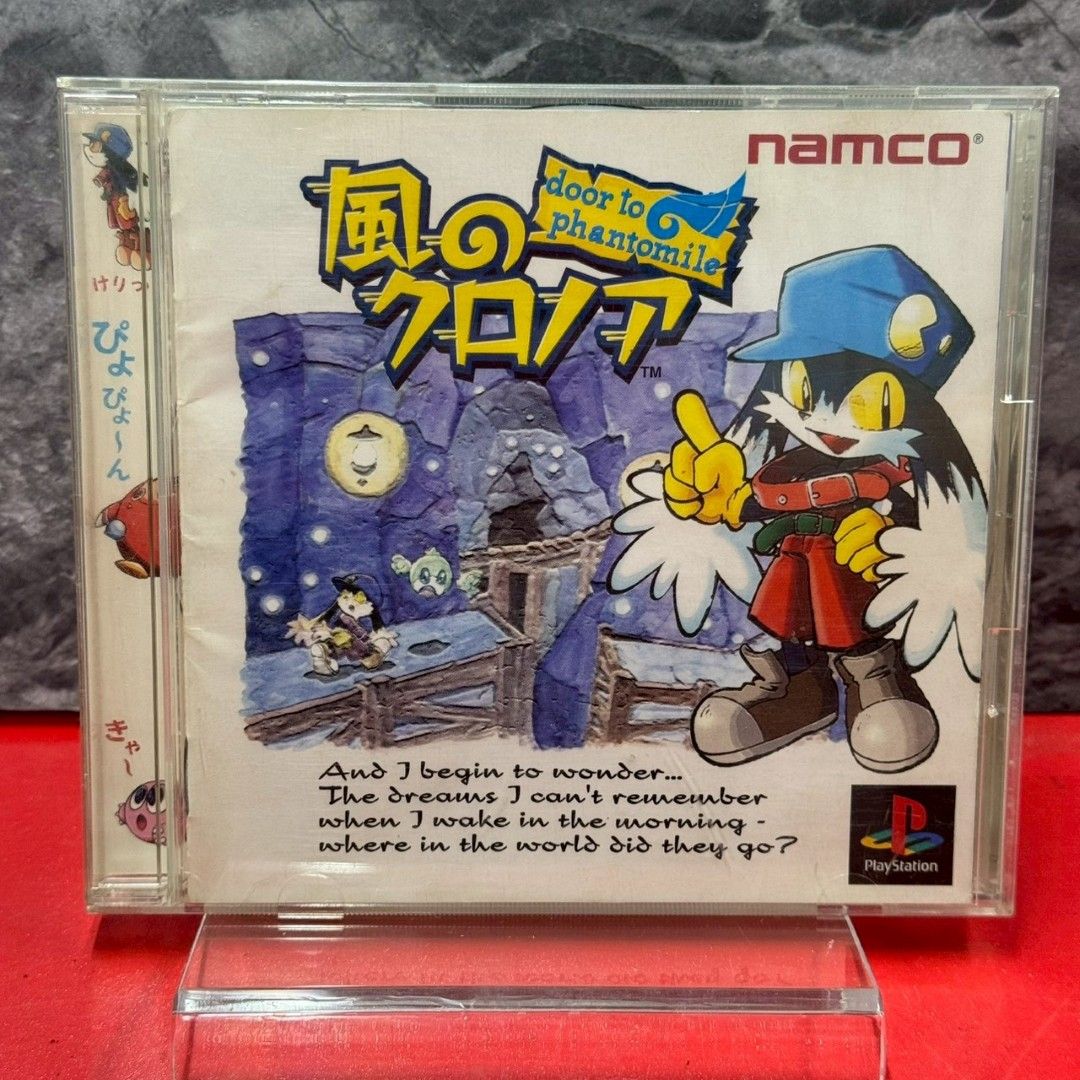 namco®
door to
phantomile
風の
クロノア
TM
けりっ
ぴょぴょ〜ん
きゃ〜
And I begin to wonder...
The dreams I can't remember
when I wake in the morning -
where in the world did they go?
PlayStation